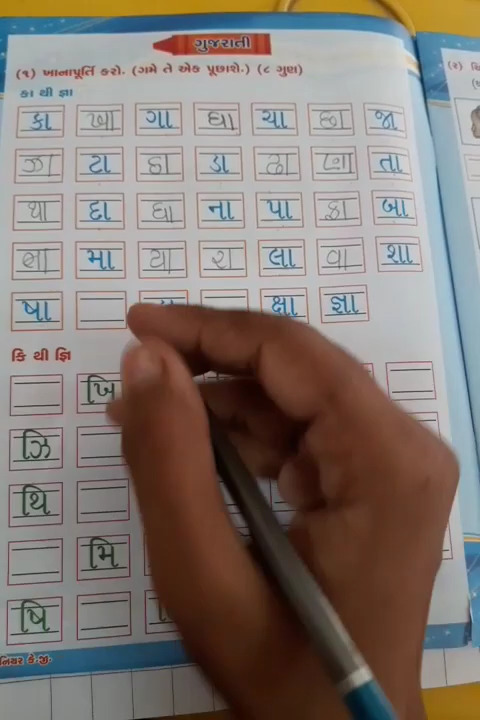 ગુજરાતી
(૧) ખાનાપૂર્તિ કરો. (ગમે તે એક પૂછાશે.) (૮ ગુણ)
કા થી જ્ઞા
કા ખા ગા ઘા ચા છા જા
ઝા ટા ઠા ડા ઢા ણા તા
થા દા ધા ના પા ફા બા
ભા મા યા રા લા વા શા
ષા ક્ષા જ્ઞા
કિ થી જ્ઞિ
ખિ
ઝિ
થિ
મિ
ષિ